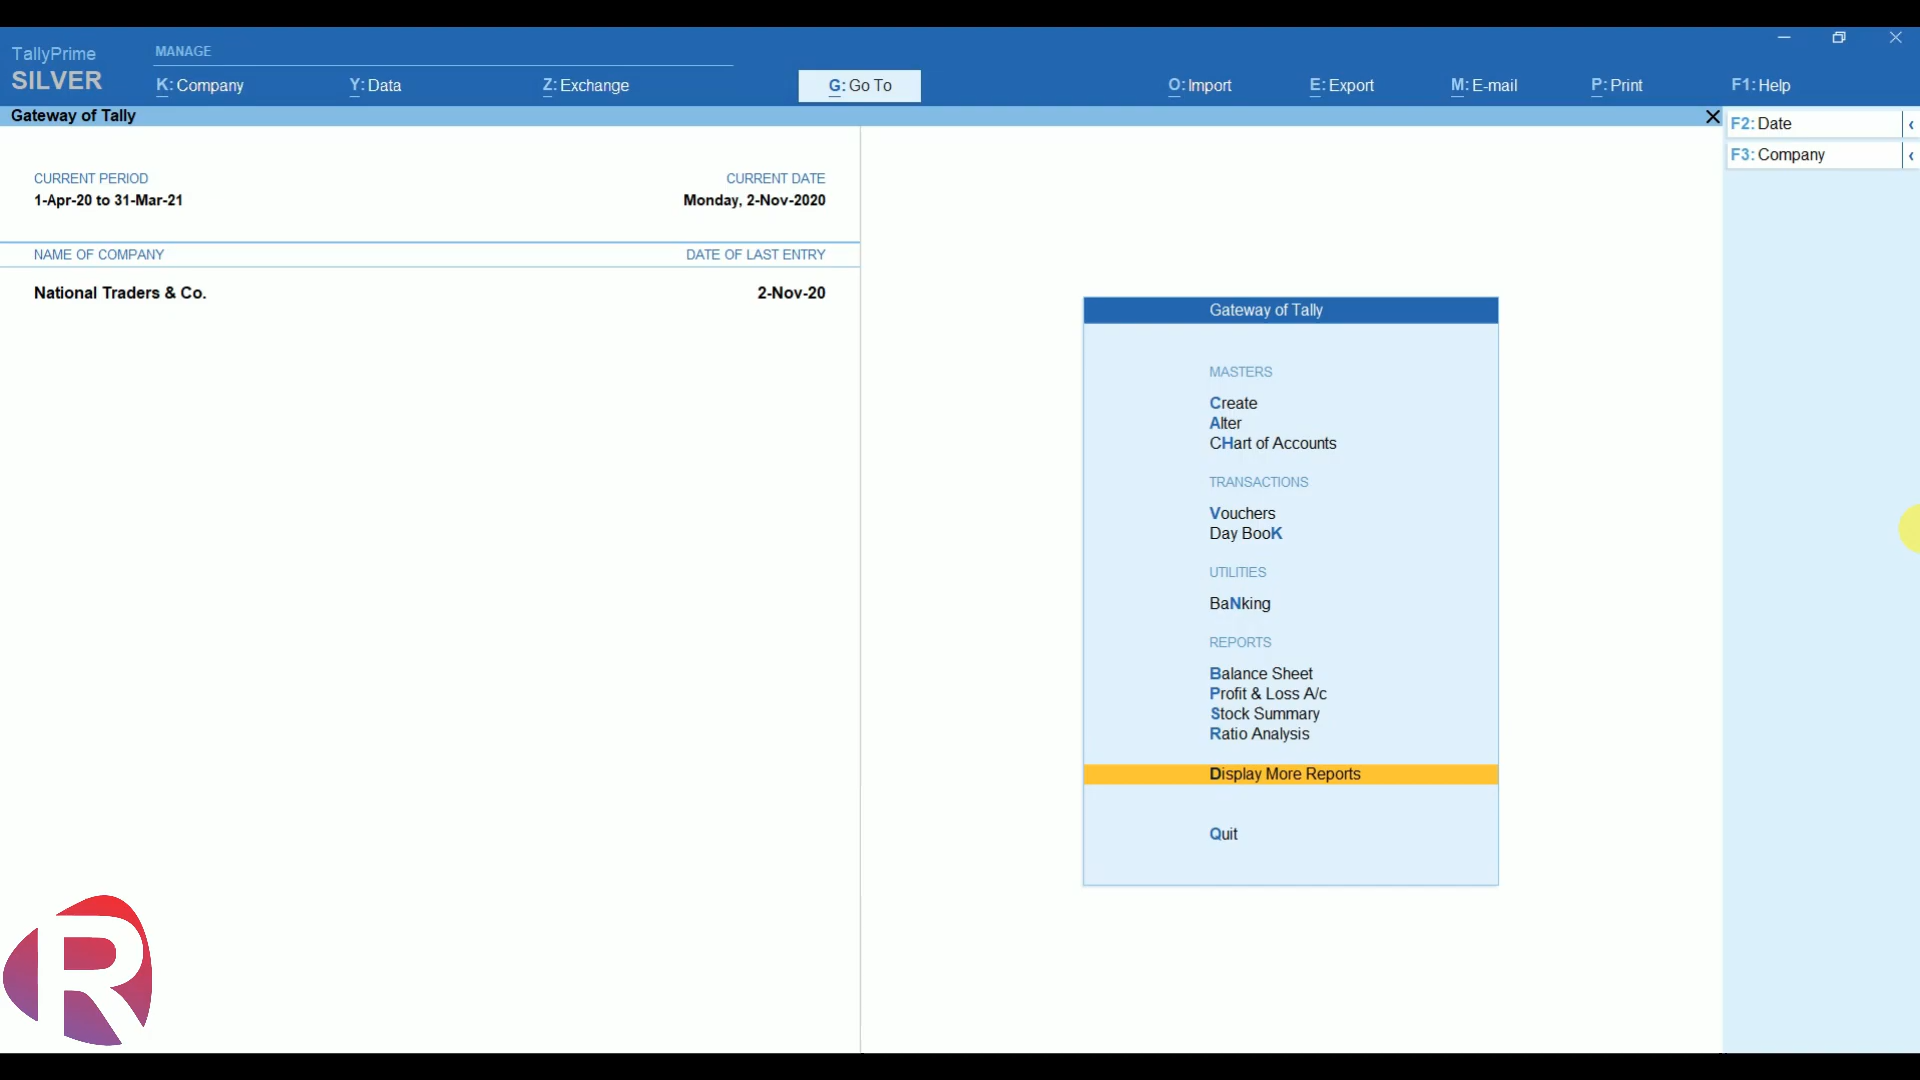 TallyPrime
SILVER
MANAGE
K: Company
Y: Data
Z: Exchange
G: Go To
O: Import
E: Export
M: E-mail
P: Print
F1: Help
Gateway of Tally
F2: Date
F3: Company
CURRENT PERIOD
CURRENT DATE
1-Apr-20 to 31-Mar-21
Monday, 2-Nov-2020
NAME OF COMPANY
DATE OF LAST ENTRY
National Traders & Co.
2-Nov-20
Gateway of Tally
MASTERS
Create
Alter
CHart of Accounts
TRANSACTIONS
Vouchers
Day BooK
UTILITIES
BaNking
REPORTS
Balance Sheet
Profit & Loss A/c
Stock Summary
Ratio Analysis
Display More Reports
Quit
R